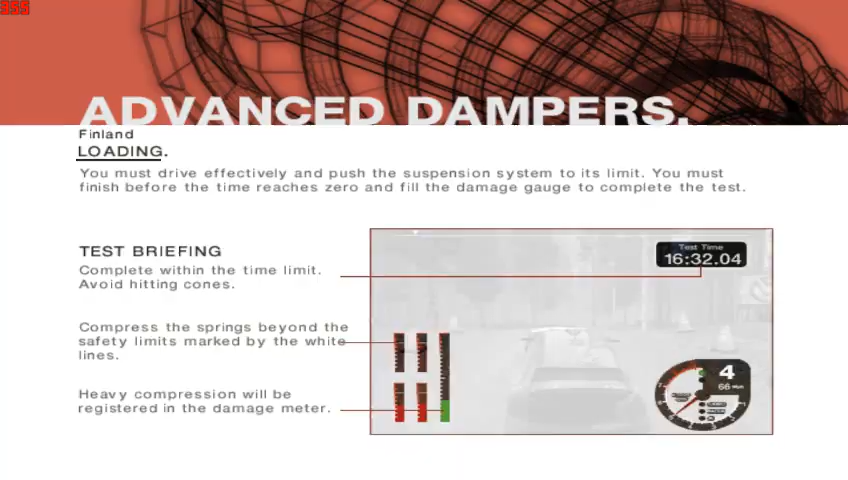 355
ADVANCED DAMPERS.
Finland
LOADING.
You must drive effectively and push the suspension system to its limit. You must
finish before the time reaches zero and fill the damage gauge to complete the test.
TEST BRIEFING
Complete within the time limit.
Avoid hitting cones.
Test Time
16:32.04
Compress the springs beyond the
safety limits marked by the white
lines.
Heavy compression will be
registered in the damage meter.
4
66 MPH